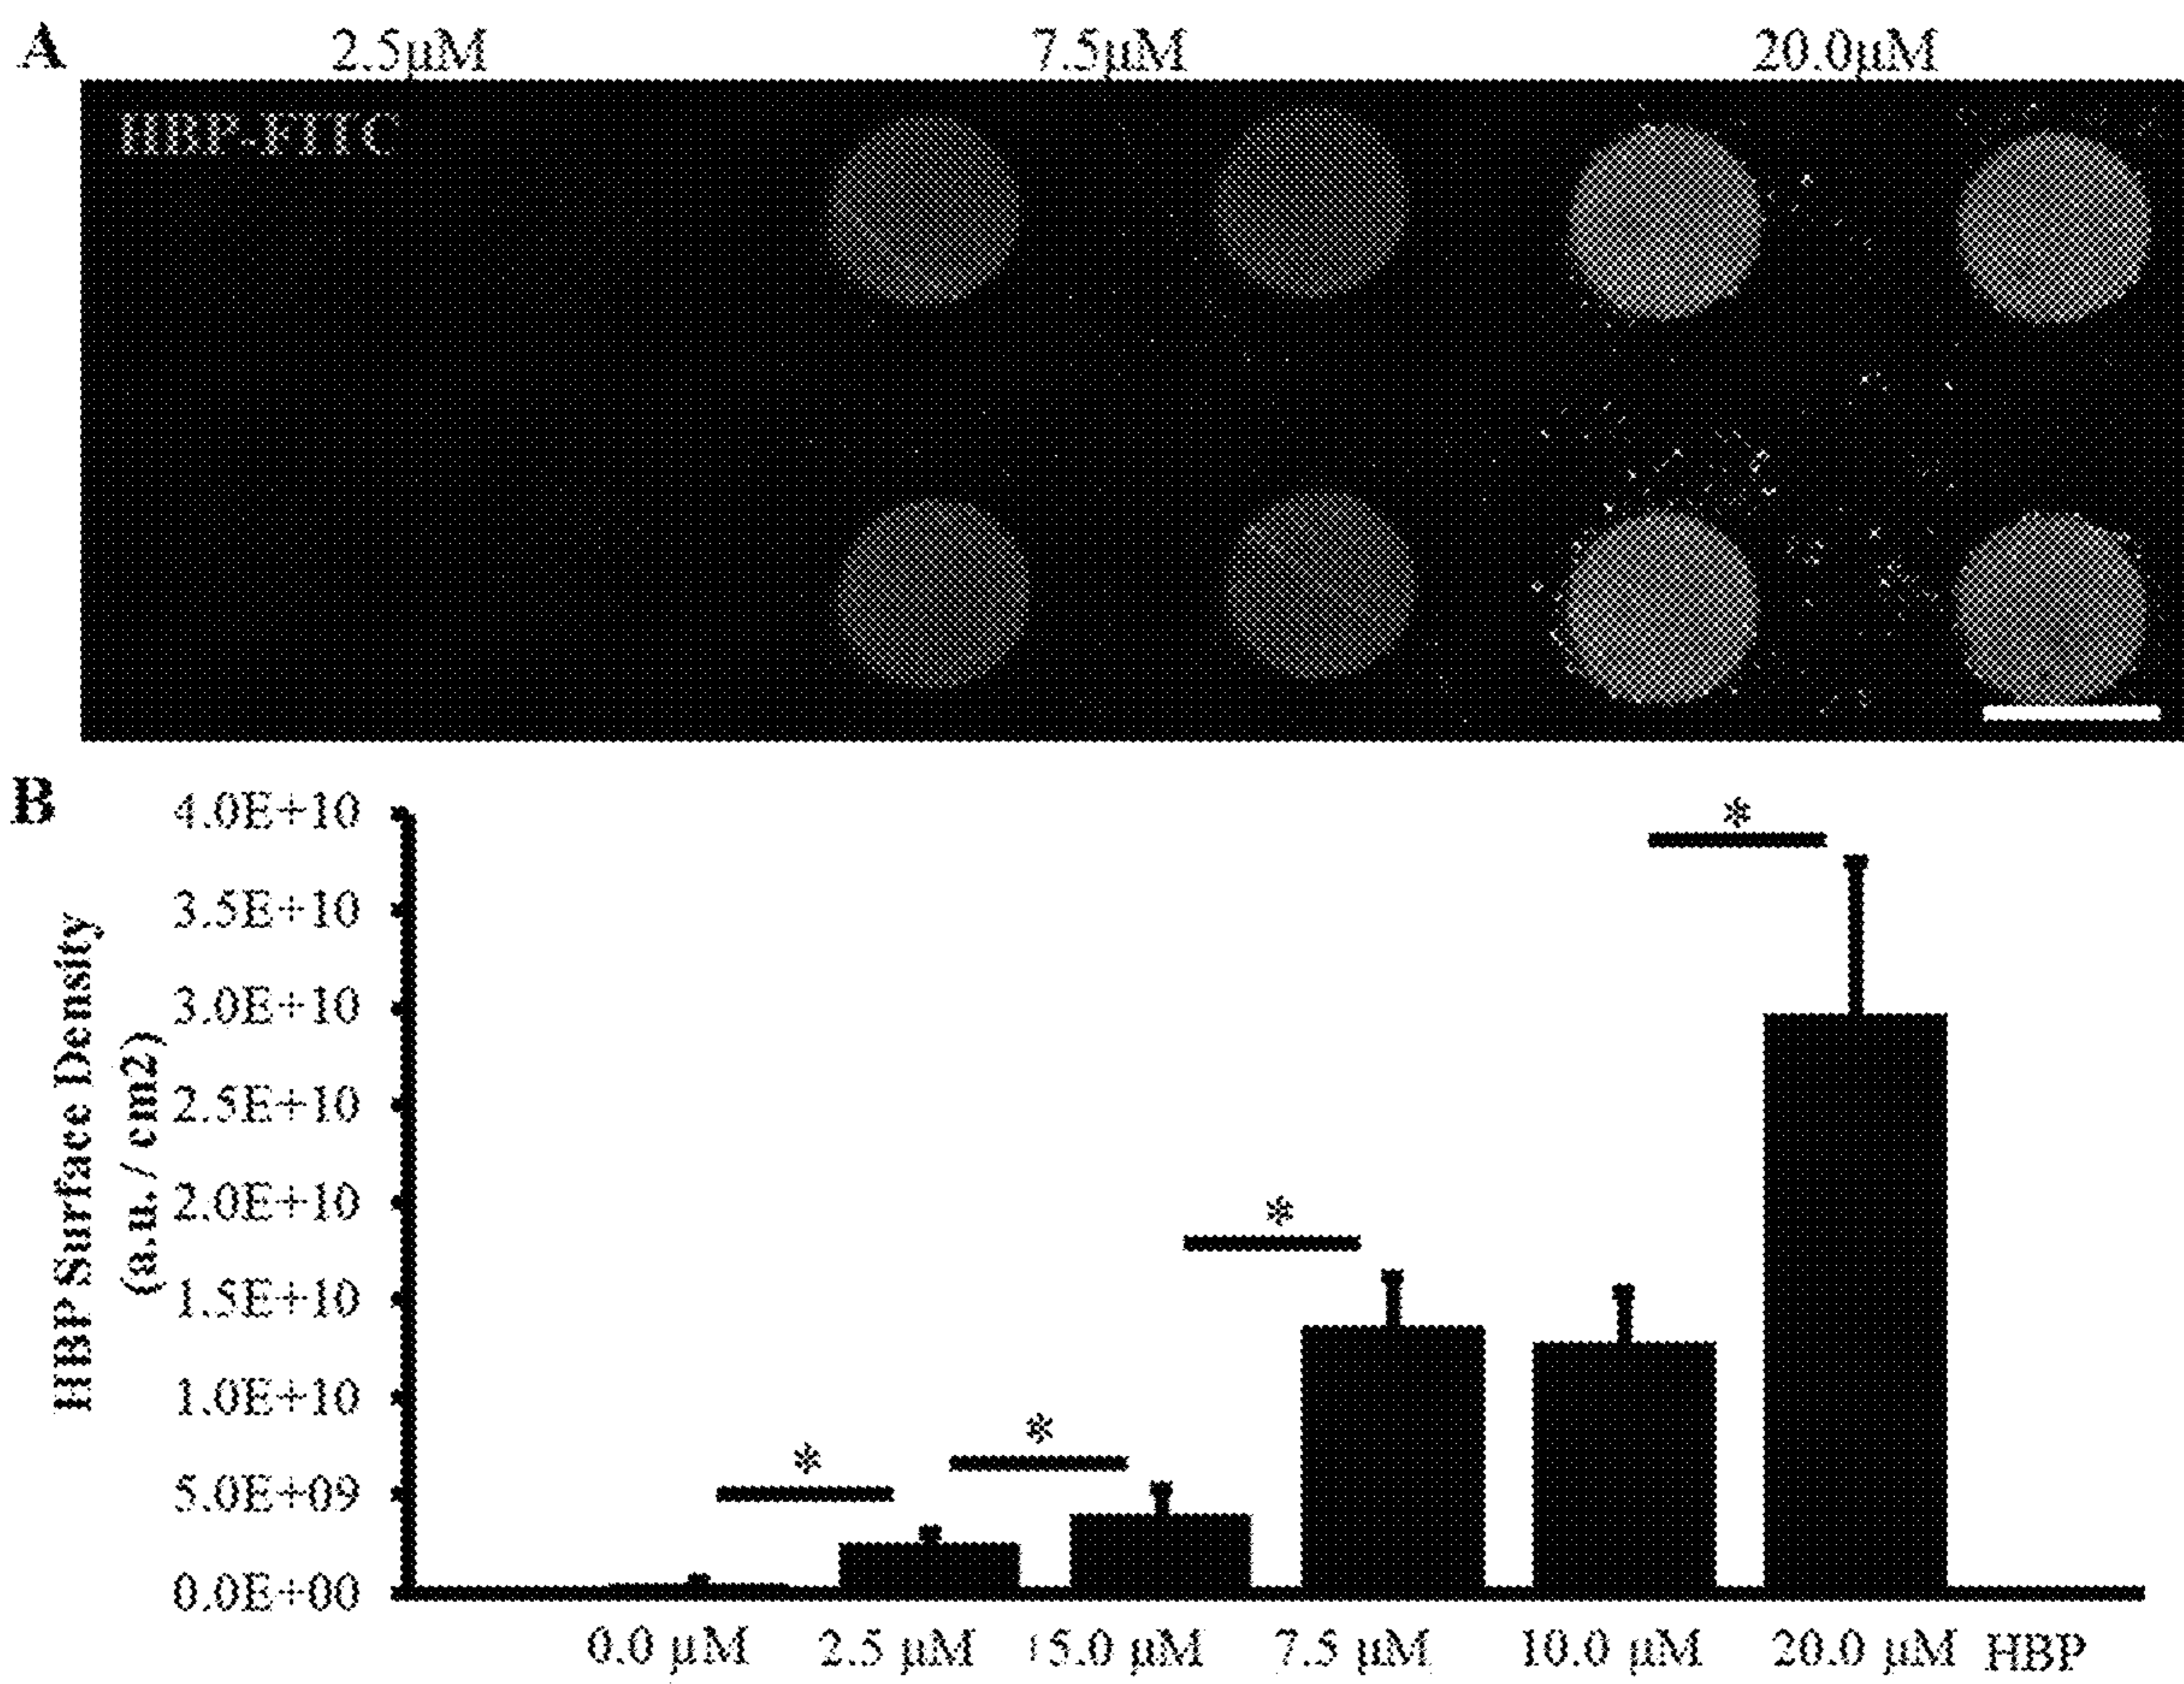 A
2.5µM 7.5µM 20.0µM
HBP-FITC
B
HBP Surface Density
(a.u. / cm2)
4.0E+10
3.5E+10
3.0E+10
2.5E+10
2.0E+10
1.5E+10
1.0E+10
5.0E+09
0.0E+00
*
*
*
*
0.0 µM 2.5 µM 5.0 µM 7.5 µM 10.0 µM 20.0 µM HBP